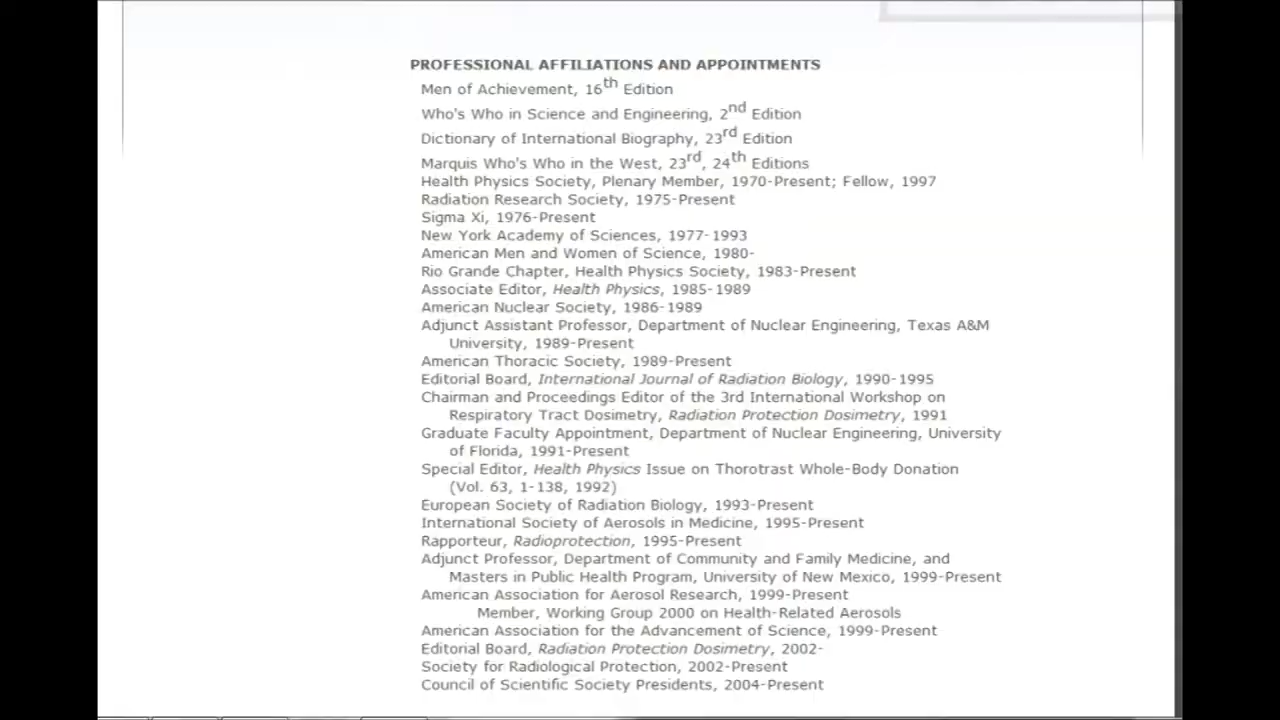 PROFESSIONAL AFFILIATIONS AND APPOINTMENTS
Men of Achievement, 16th Edition
Who's Who in Science and Engineering, 2nd Edition
Dictionary of International Biography, 23rd Edition
Marquis Who's Who in the West, 23rd, 24th Editions
Health Physics Society, Plenary Member, 1970-Present; Fellow, 1997
Radiation Research Society, 1975-Present
Sigma Xi, 1976-Present
New York Academy of Sciences, 1977-1993
American Men and Women of Science, 1980-
Rio Grande Chapter, Health Physics Society, 1983-Present
Associate Editor, Health Physics, 1985-1989
American Nuclear Society, 1986-1989
Adjunct Assistant Professor, Department of Nuclear Engineering, Texas A&M
University, 1989-Present
American Thoracic Society, 1989-Present
Editorial Board, International Journal of Radiation Biology, 1990-1995
Chairman and Proceedings Editor of the 3rd International Workshop on
Respiratory Tract Dosimetry, Radiation Protection Dosimetry, 1991
Graduate Faculty Appointment, Department of Nuclear Engineering, University
of Florida, 1991-Present
Special Editor, Health Physics Issue on Thorotrast Whole-Body Donation
(Vol. 63, 1-138, 1992)
European Society of Radiation Biology, 1993-Present
International Society of Aerosols in Medicine, 1995-Present
Rapporteur, Radioprotection, 1995-Present
Adjunct Professor, Department of Community and Family Medicine, and
Masters in Public Health Program, University of New Mexico, 1999-Present
American Association for Aerosol Research, 1999-Present
Member, Working Group 2000 on Health-Related Aerosols
American Association for the Advancement of Science, 1999-Present
Editorial Board, Radiation Protection Dosimetry, 2002-
Society for Radiological Protection, 2002-Present
Council of Scientific Society Presidents, 2004-Present